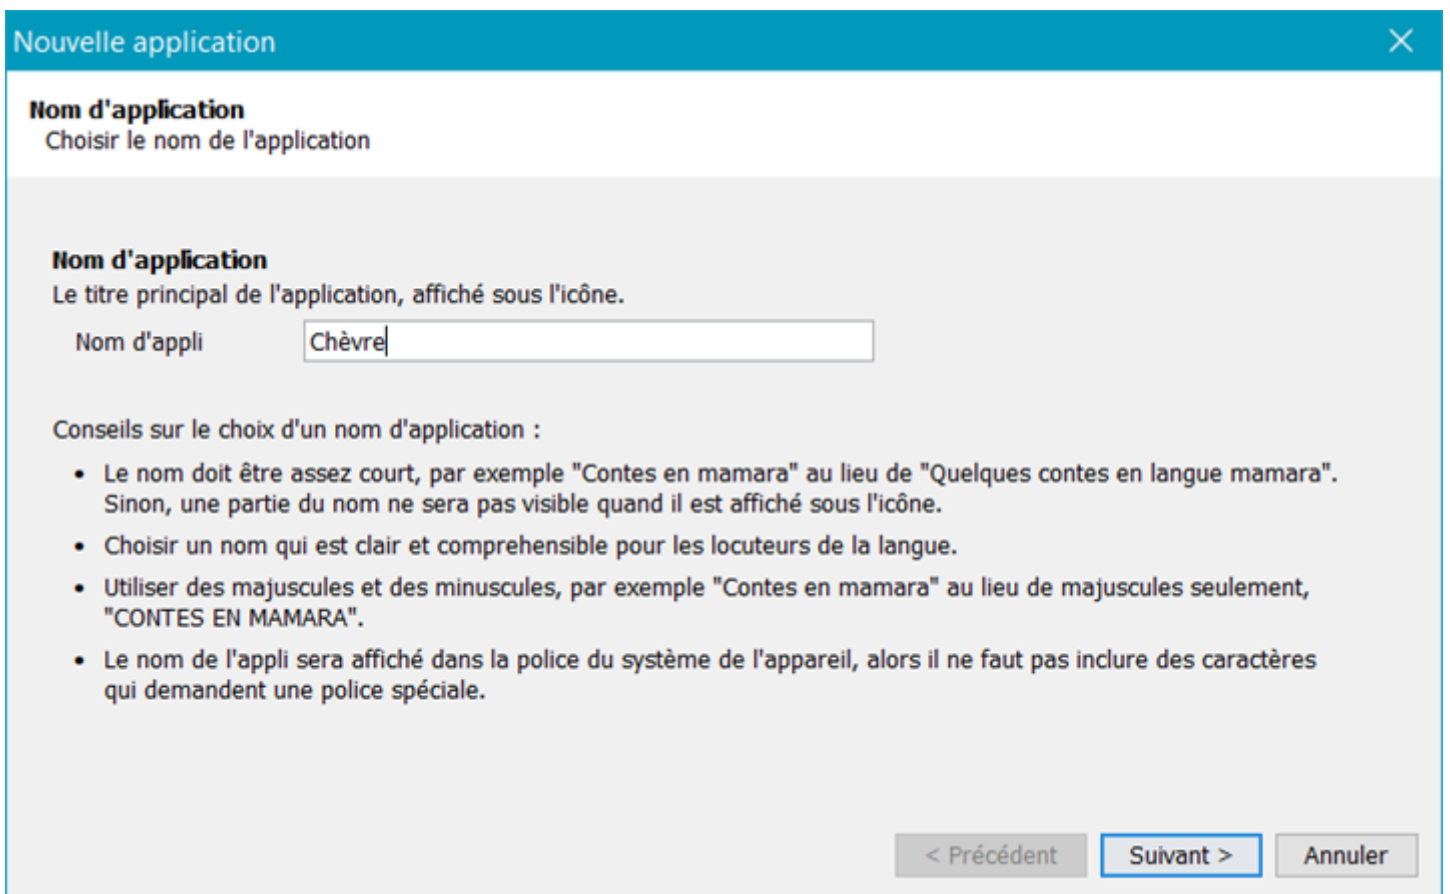 Nouvelle application
Nom d'application
Choisir le nom de l'application
Nom d'application
Le titre principal de l'application, affiché sous l'icône.
Nom d'appli Chèvre
Conseils sur le choix d'un nom d'application :
• Le nom doit être assez court, par exemple "Contes en mamara" au lieu de "Quelques contes en langue mamara".
Sinon, une partie du nom ne sera pas visible quand il est affiché sous l'icône.
• Choisir un nom qui est clair et comprehensible pour les locuteurs de la langue.
• Utiliser des majuscules et des minuscules, par exemple "Contes en mamara" au lieu de majuscules seulement,
"CONTES EN MAMARA".
• Le nom de l'appli sera affiché dans la police du système de l'appareil, alors il ne faut pas inclure des caractères
qui demandent une police spéciale.
< Précédent Suivant > Annuler